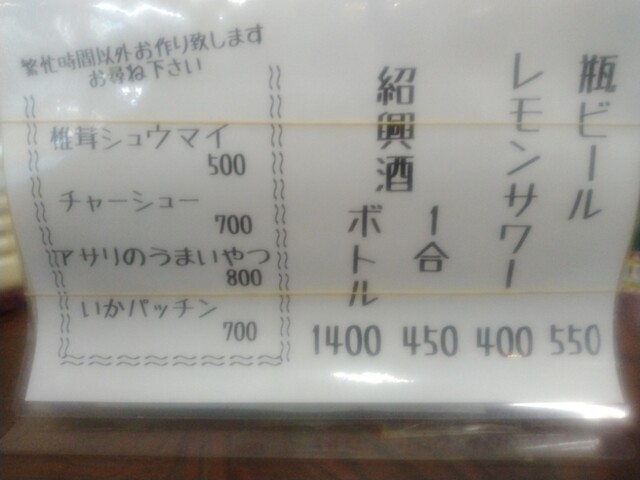 瓶ビール
550
レモンサワー
400
紹興酒
1合
450
ボトル
1400
繁忙時間以外お作り致します
お尋ね下さい
椎茸シュウマイ
500
チャーシュー
700
アサリのうまいやつ
800
いかパッチン
700